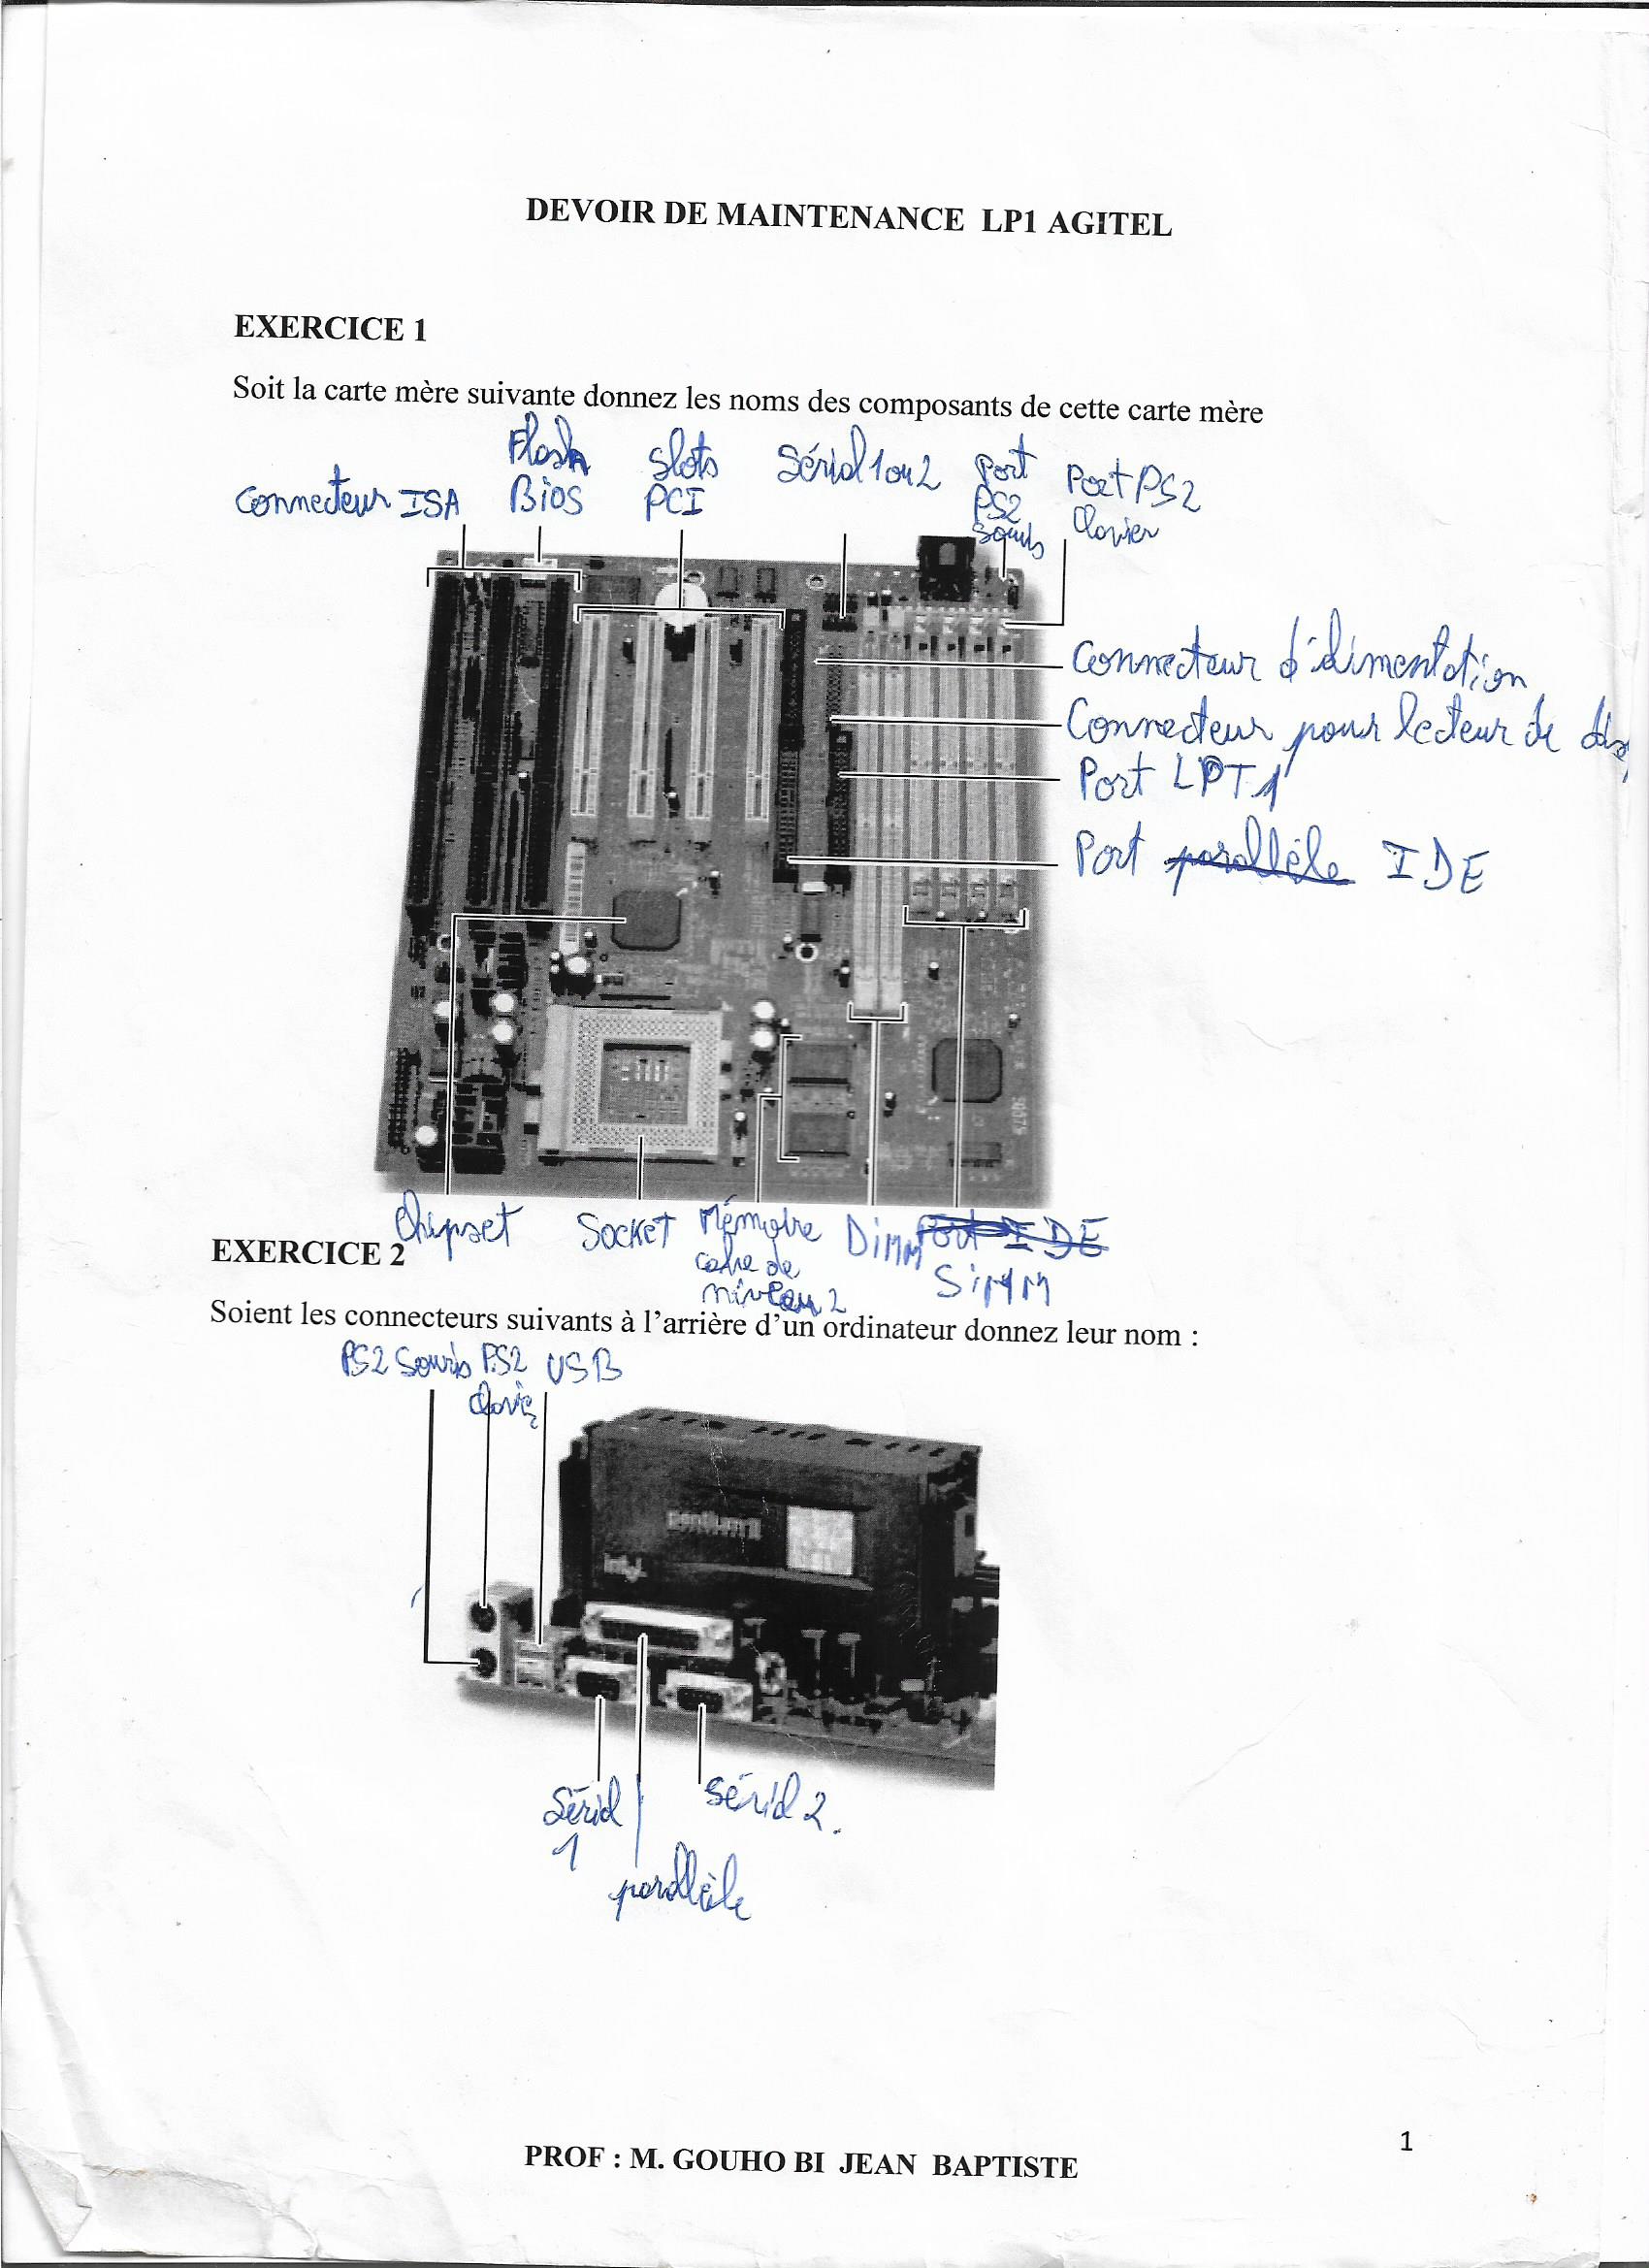 DEVOIR DE MAINTENANCE LP1 AGITEL
EXERCICE 1
Soit la carte mère suivante donnez les noms des composants de cette carte mère
Connecteur ISA
Flash
Bios
Slots
PCI
Sérial 1 ou 2
Port
PS2
Souris
Port PS2
Clavier
Connecteur d'alimentation
Connecteur pour lecteur de
Port LPT1
Port parallèle IDE
Chipset
Socket
Mémoire
cache de
niveau 2
Dimm
Port IDE
Simm
EXERCICE 2
Soient les connecteurs suivants à l'arrière d'un ordinateur donnez leur nom :
PS2 Souris
PS2
USB
pentium II
Sérial
1
parallèle
Sérial 2.
1
PROF : M. GOUHO BI JEAN BAPTISTE